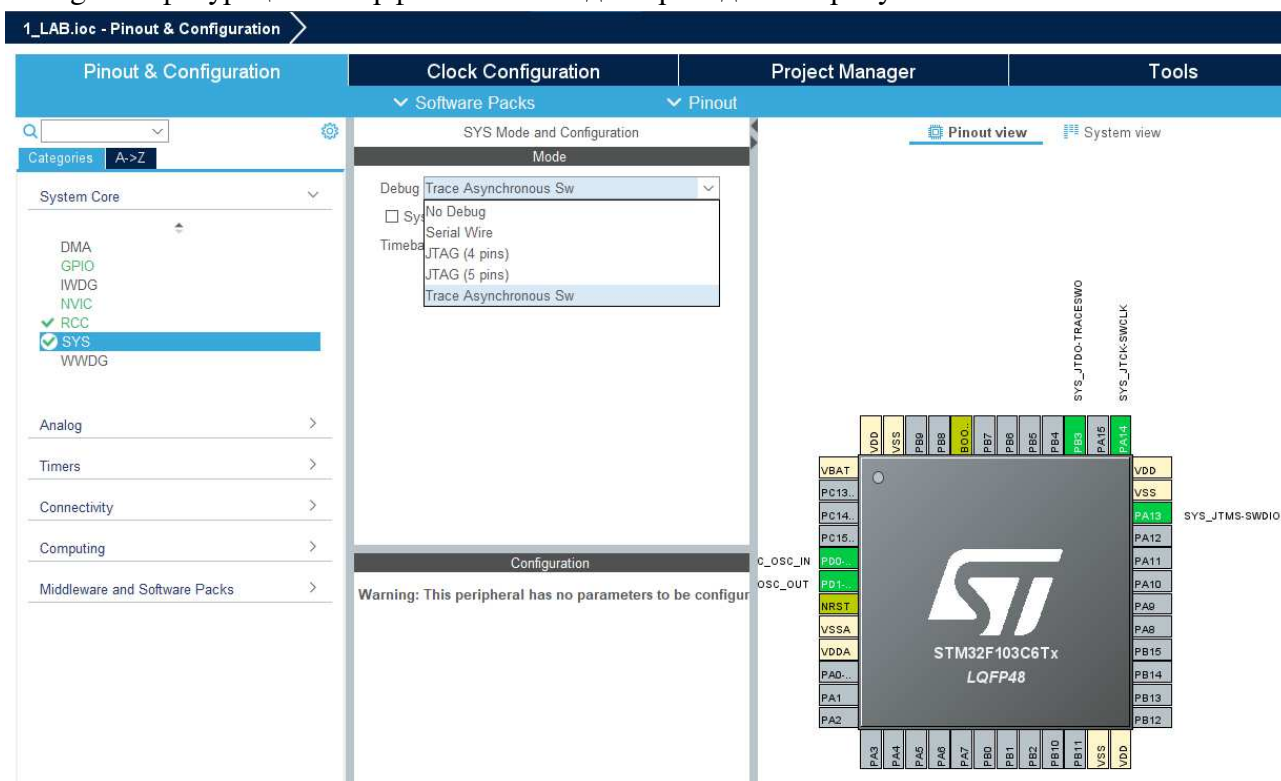 1_LAB.ioc - Pinout & Configuration
Pinout & Configuration
Clock Configuration
Project Manager
Tools
Software Packs
Pinout
SYS Mode and Configuration
Pinout view
System view
Categories
A->Z
Mode
System Core
Debug Trace Asynchronous Sw
No Debug
Serial Wire
JTAG (4 pins)
JTAG (5 pins)
Trace Asynchronous Sw
DMA
GPIO
IWDG
NVIC
RCC
SYS
WWDG
Analog
Timers
Connectivity
Computing
Middleware and Software Packs
Configuration
Warning: This peripheral has no parameters to be configur
SYS_JTDO-TRACESWO
SYS_JTCK-SWCLK
VDD
VSS
PB9
PB8
BOO..
PB7
PB6
PB5
PB4
PB3
PA15
PA14
VBAT
PC13..
PC14..
PC15..
C_OSC_IN
PD0-..
OSC_OUT
PD1-..
NRST
VSSA
VDDA
PA0-..
PA1
PA2
VDD
VSS
PA13
SYS_JTMS-SWDIO
PA12
PA11
PA10
PA9
PA8
PB15
PB14
PB13
PB12
ST
STM32F103C6Tx
LQFP48
PA3
PA4
PA5
PA6
PA7
PB0
PB1
PB2
PB10
PB11
VSS
VDD